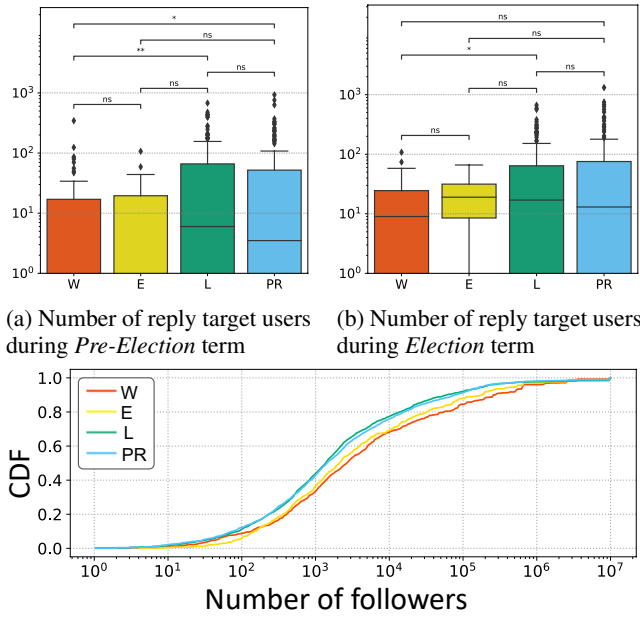 *
*
ns
ns
**
*
ns
ns
ns
ns
ns
ns
10³
10³
10²
10²
10¹
10¹
10⁰
10⁰
W E L PR
W E L PR
(a) Number of reply target users
during Pre-Election term
(b) Number of reply target users
during Election term
1.0
0.8
0.6
0.4
0.2
0.0
CDF
W
E
L
PR
10⁰ 10¹ 10² 10³ 10⁴ 10⁵ 10⁶ 10⁷
Number of followers